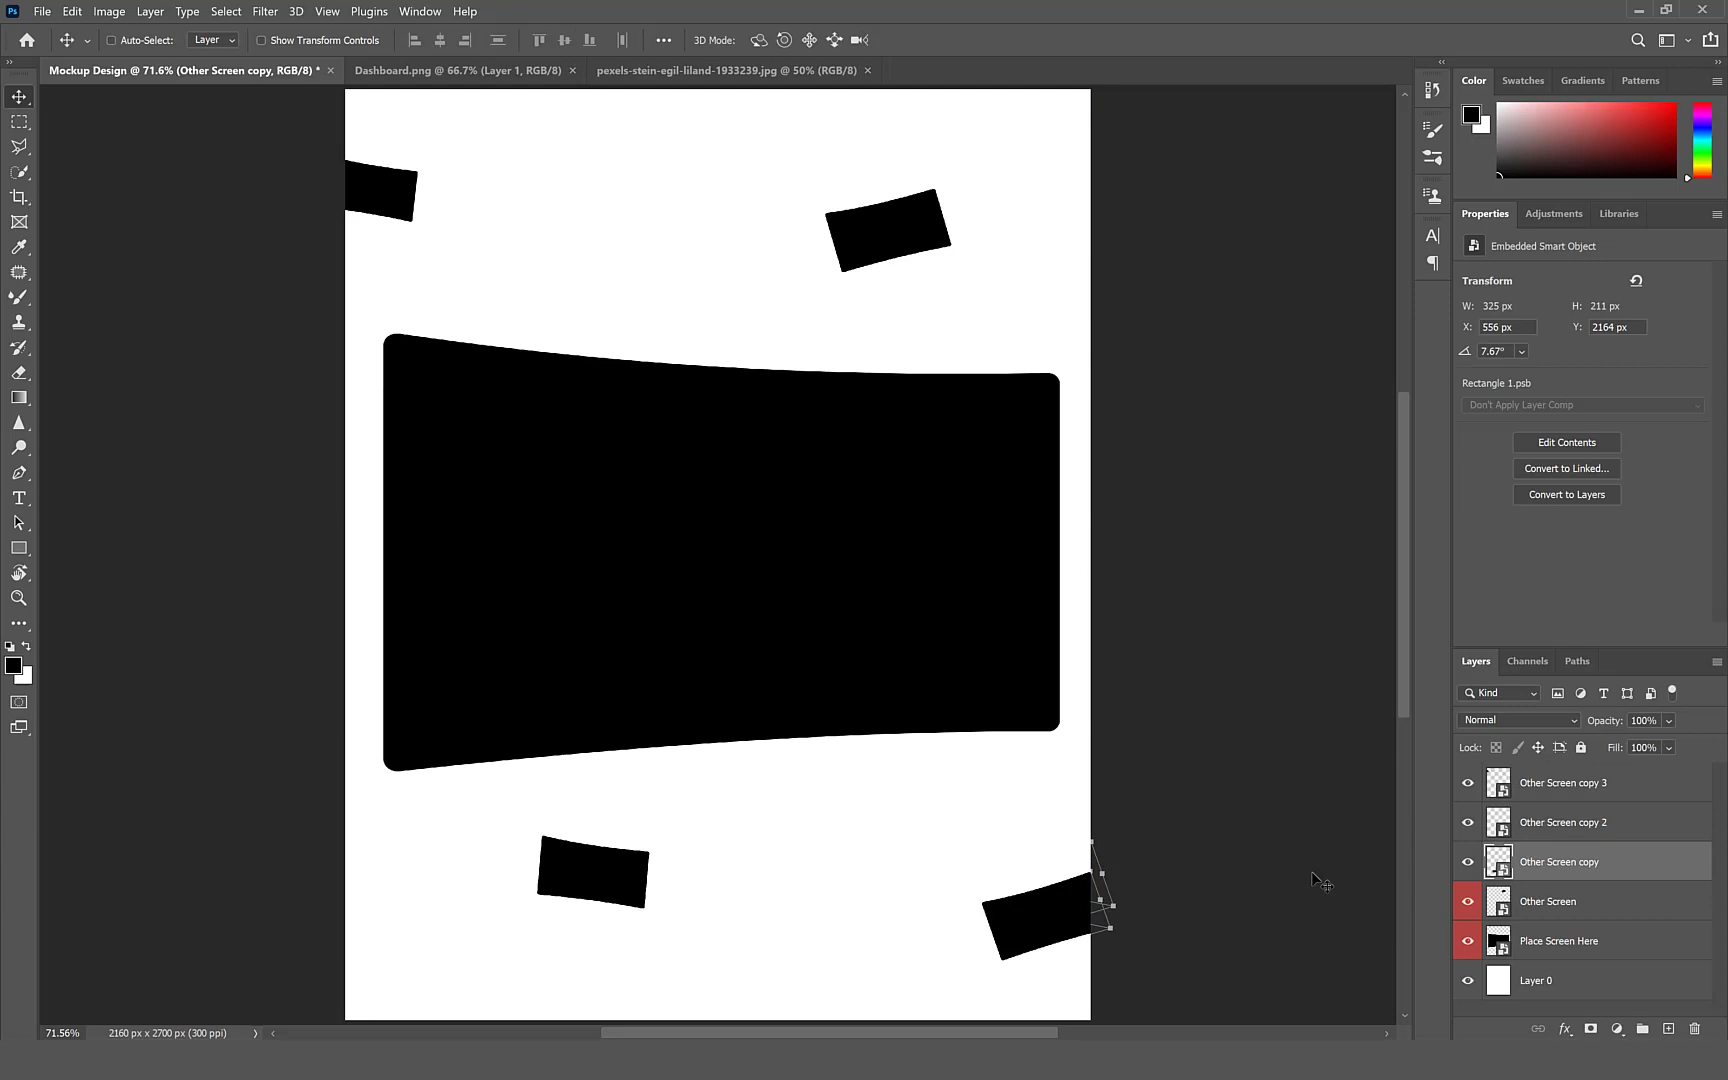 Ps File Edit Image Layer Type Select Filter 3D View Plugins Window Help
Auto-Select: Layer Show Transform Controls 3D Mode:
Mockup Design @ 71.6% (Other Screen copy, RGB/8) * Dashboard.png @ 66.7% (Layer 1, RGB/8) pexels-stein-egil-liland-1933239.jpg @ 50% (RGB/8)
Color Swatches Gradients Patterns
Properties Adjustments Libraries
Embedded Smart Object
Transform
W: 325 px H: 211 px
X: 556 px Y: 2164 px
7.67°
Rectangle 1.psb
Don't Apply Layer Comp
Edit Contents
Convert to Linked...
Convert to Layers
Layers Channels Paths
Kind
Normal Opacity: 100%
Lock: Fill: 100%
Other Screen copy 3
Other Screen copy 2
Other Screen copy
Other Screen
Place Screen Here
Layer 0
71.56% 2160 px x 2700 px (300 ppi)